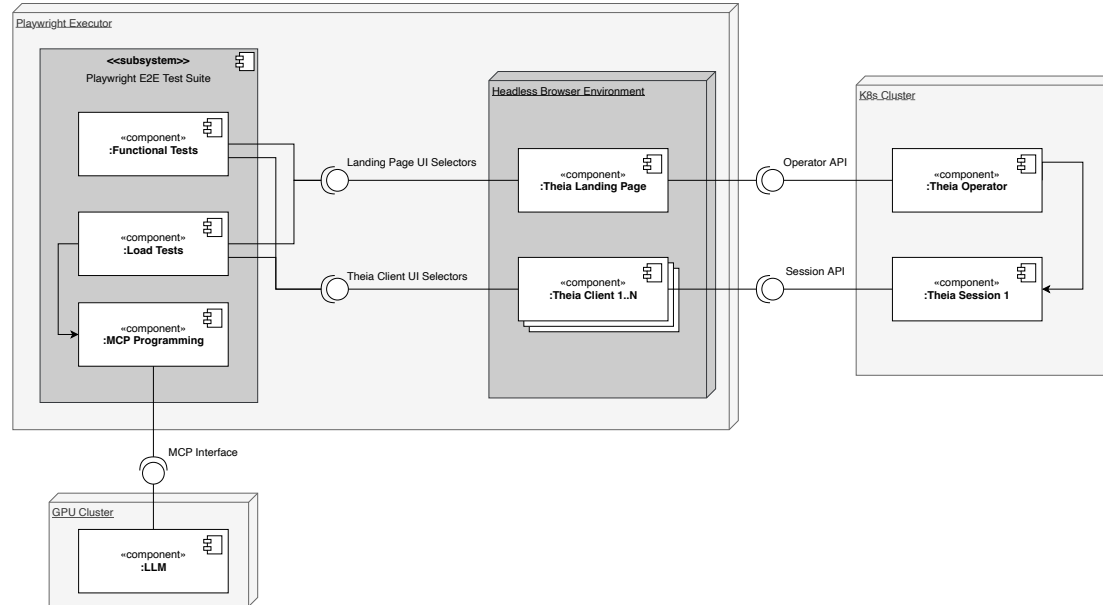 Playwright Executor
<<subsystem>>
Playwright E2E Test Suite
«component»
:Functional Tests
«component»
:Load Tests
«component»
:MCP Programming
Landing Page UI Selectors
Theia Client UI Selectors
Headless Browser Environment
«component»
:Theia Landing Page
«component»
:Theia Client 1..N
Operator API
Session API
K8s Cluster
«component»
:Theia Operator
«component»
:Theia Session 1
MCP Interface
GPU Cluster
«component»
:LLM